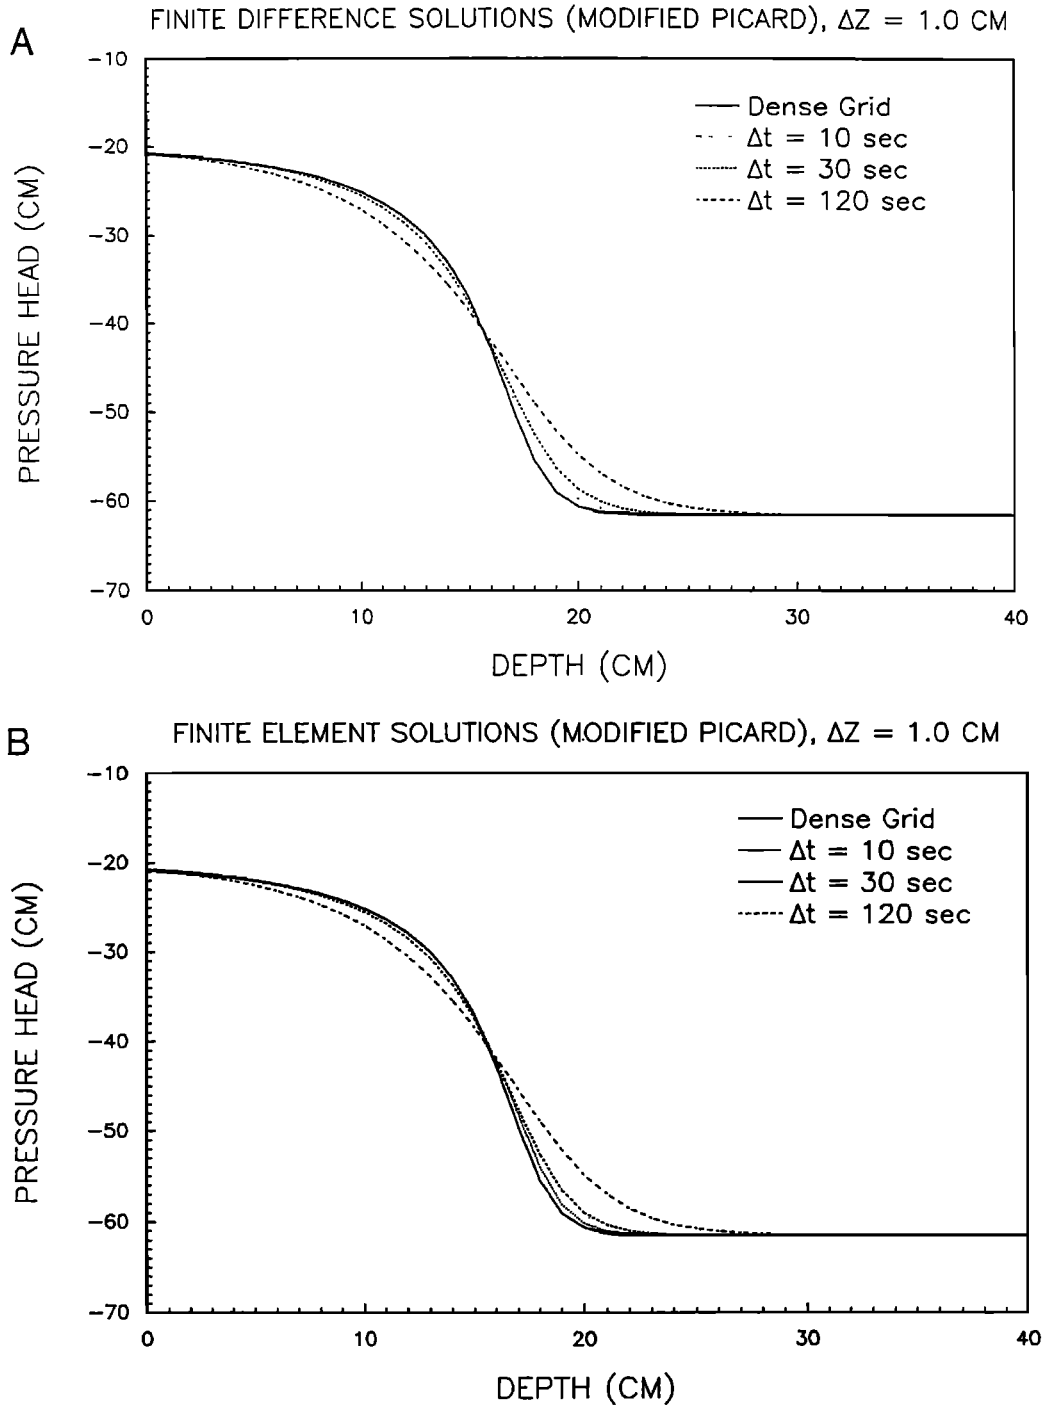 A
FINITE DIFFERENCE SOLUTIONS (MODIFIED PICARD), ΔZ = 1.0 CM
−10
−20
−30
−40
−50
−60
−70
PRESSURE HEAD (CM)
Dense Grid
Δt = 10 sec
Δt = 30 sec
Δt = 120 sec
0 10 20 30 40
DEPTH (CM)
B
FINITE ELEMENT SOLUTIONS (MODIFIED PICARD), ΔZ = 1.0 CM
−10
−20
−30
−40
−50
−60
−70
PRESSURE HEAD (CM)
Dense Grid
Δt = 10 sec
Δt = 30 sec
Δt = 120 sec
0 10 20 30 40
DEPTH (CM)